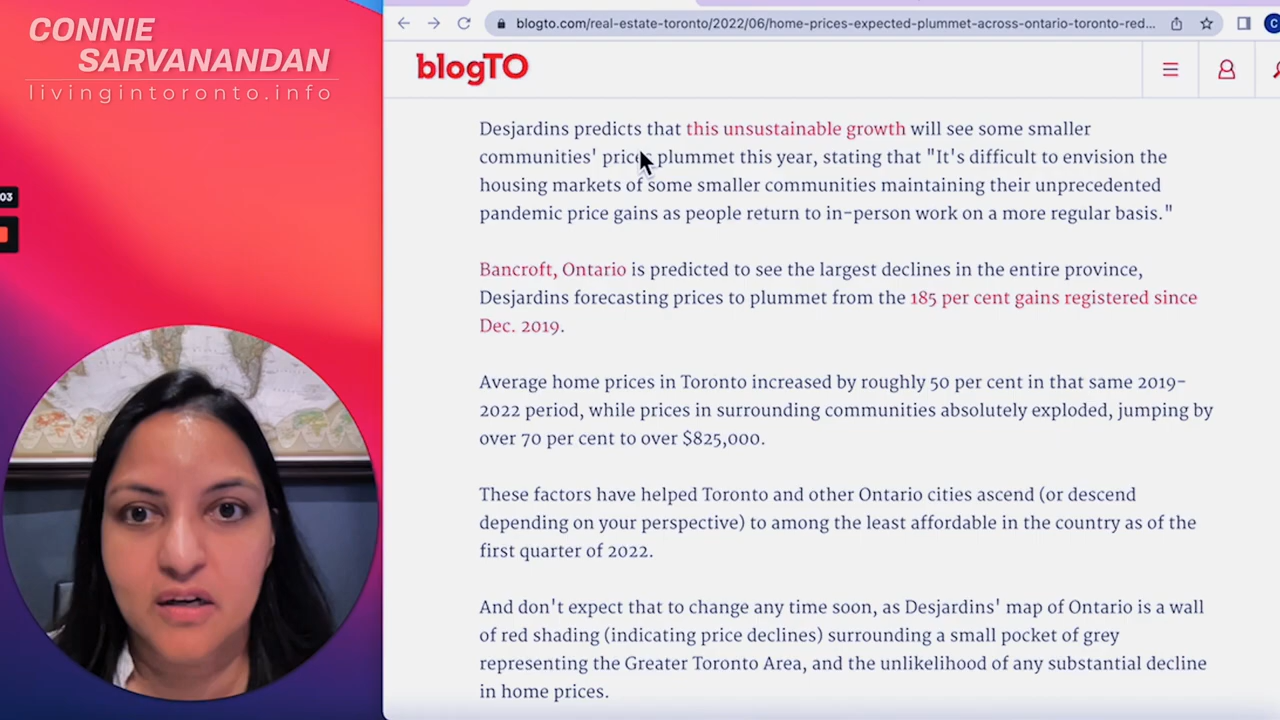 CONNIE
SARVANANDAN
livingintoronto.info
03
blogto.com/real-estate-toronto/2022/06/home-prices-expected-plummet-across-ontario-toronto-red...
C
blogTO
Desjardins predicts that this unsustainable growth will see some smaller
communities' prices plummet this year, stating that "It's difficult to envision the
housing markets of some smaller communities maintaining their unprecedented
pandemic price gains as people return to in-person work on a more regular basis."
Bancroft, Ontario is predicted to see the largest declines in the entire province,
Desjardins forecasting prices to plummet from the 185 per cent gains registered since
Dec. 2019.
Average home prices in Toronto increased by roughly 50 per cent in that same 2019-
2022 period, while prices in surrounding communities absolutely exploded, jumping by
over 70 per cent to over $825,000.
These factors have helped Toronto and other Ontario cities ascend (or descend
depending on your perspective) to among the least affordable in the country as of the
first quarter of 2022.
And don't expect that to change any time soon, as Desjardins' map of Ontario is a wall
of red shading (indicating price declines) surrounding a small pocket of grey
representing the Greater Toronto Area, and the unlikelihood of any substantial decline
in home prices.